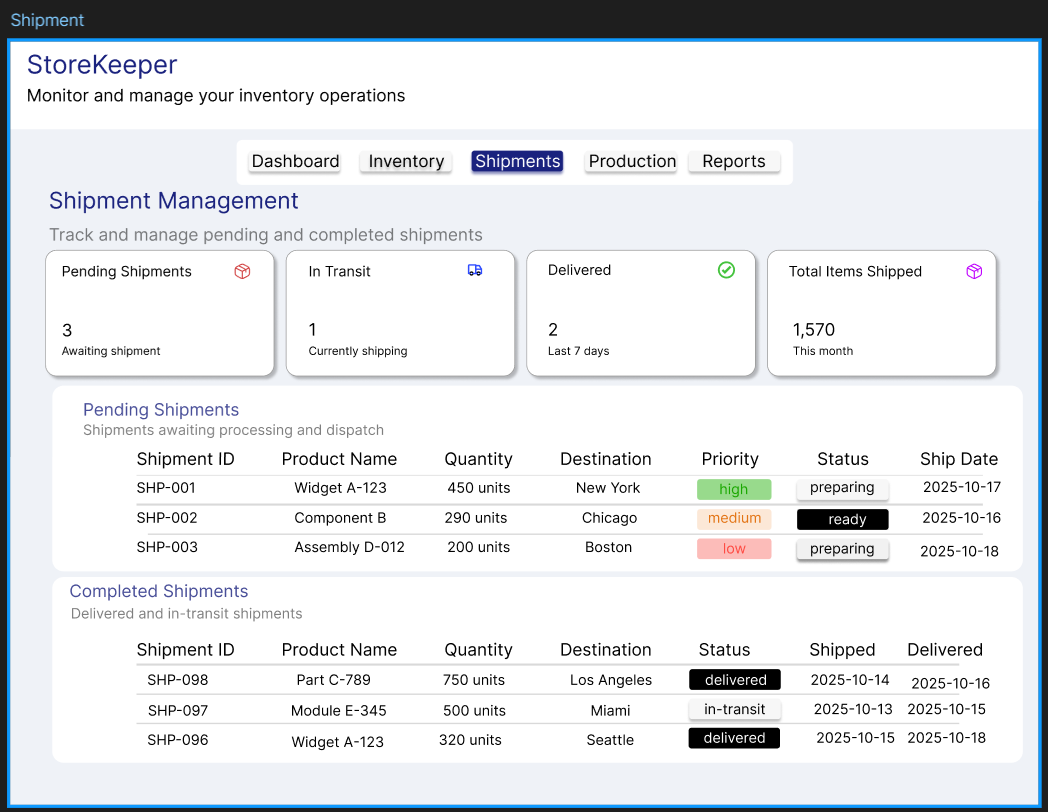 Shipment
StoreKeeper
Monitor and manage your inventory operations
Dashboard Inventory Shipments Production Reports
Shipment Management
Track and manage pending and completed shipments
Pending Shipments In Transit Delivered Total Items Shipped
3 1 2 1,570
Awaiting shipment Currently shipping Last 7 days This month
Pending Shipments
Shipments awaiting processing and dispatch
Shipment ID Product Name Quantity Destination Priority Status Ship Date
SHP-001 Widget A-123 450 units New York high preparing 2025-10-17
SHP-002 Component B 290 units Chicago medium ready 2025-10-16
SHP-003 Assembly D-012 200 units Boston low preparing 2025-10-18
Completed Shipments
Delivered and in-transit shipments
Shipment ID Product Name Quantity Destination Status Shipped Delivered
SHP-098 Part C-789 750 units Los Angeles delivered 2025-10-14 2025-10-16
SHP-097 Module E-345 500 units Miami in-transit 2025-10-13 2025-10-15
SHP-096 Widget A-123 320 units Seattle delivered 2025-10-15 2025-10-18